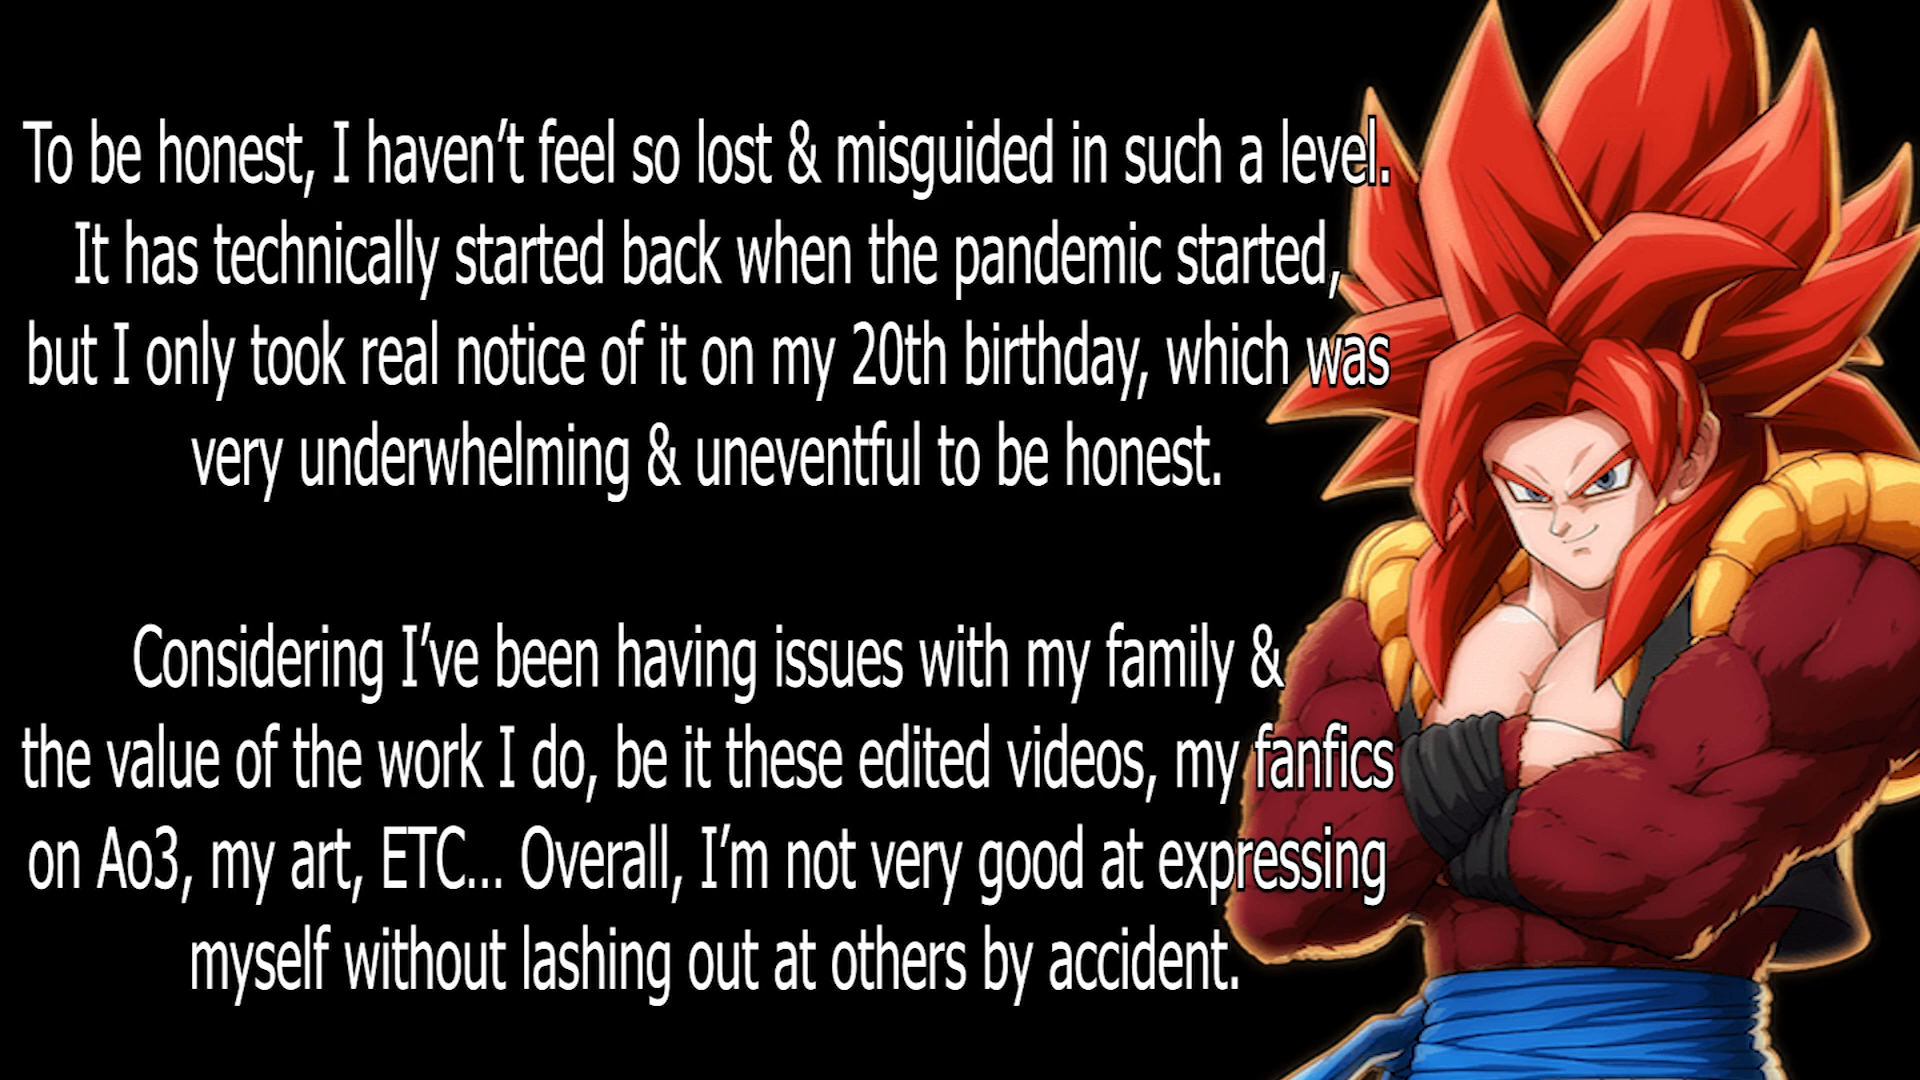 To be honest, I haven’t feel so lost & misguided in such a level.
It has technically started back when the pandemic started,
but I only took real notice of it on my 20th birthday, which was
very underwhelming & uneventful to be honest.
Considering I’ve been having issues with my family &
the value of the work I do, be it these edited videos, my fanfics
on Ao3, my art, ETC... Overall, I’m not very good at expressing
myself without lashing out at others by accident.